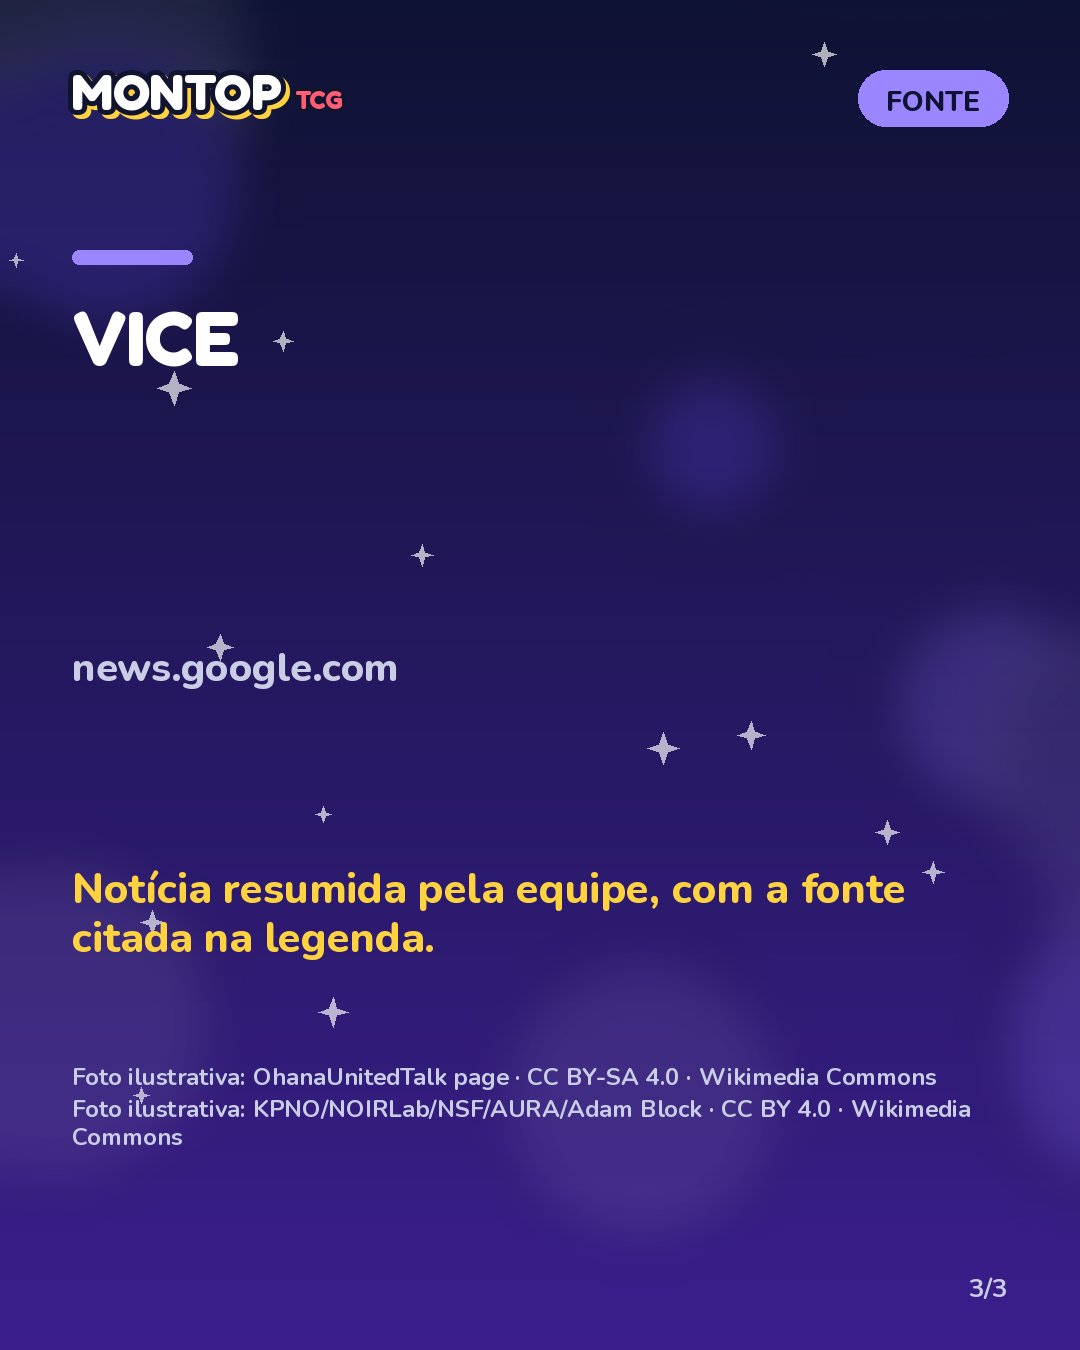 MONTOP TCG
FONTE
VICE
news.google.com
Notícia resumida pela equipe, com a fonte
citada na legenda.
Foto ilustrativa: OhanaUnitedTalk page · CC BY-SA 4.0 · Wikimedia Commons
Foto ilustrativa: KPNO/NOIRLab/NSF/AURA/Adam Block · CC BY 4.0 · Wikimedia
Commons
3/3